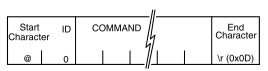 Start Character ID COMMAND End Character
@ 0 \r (0x0D)